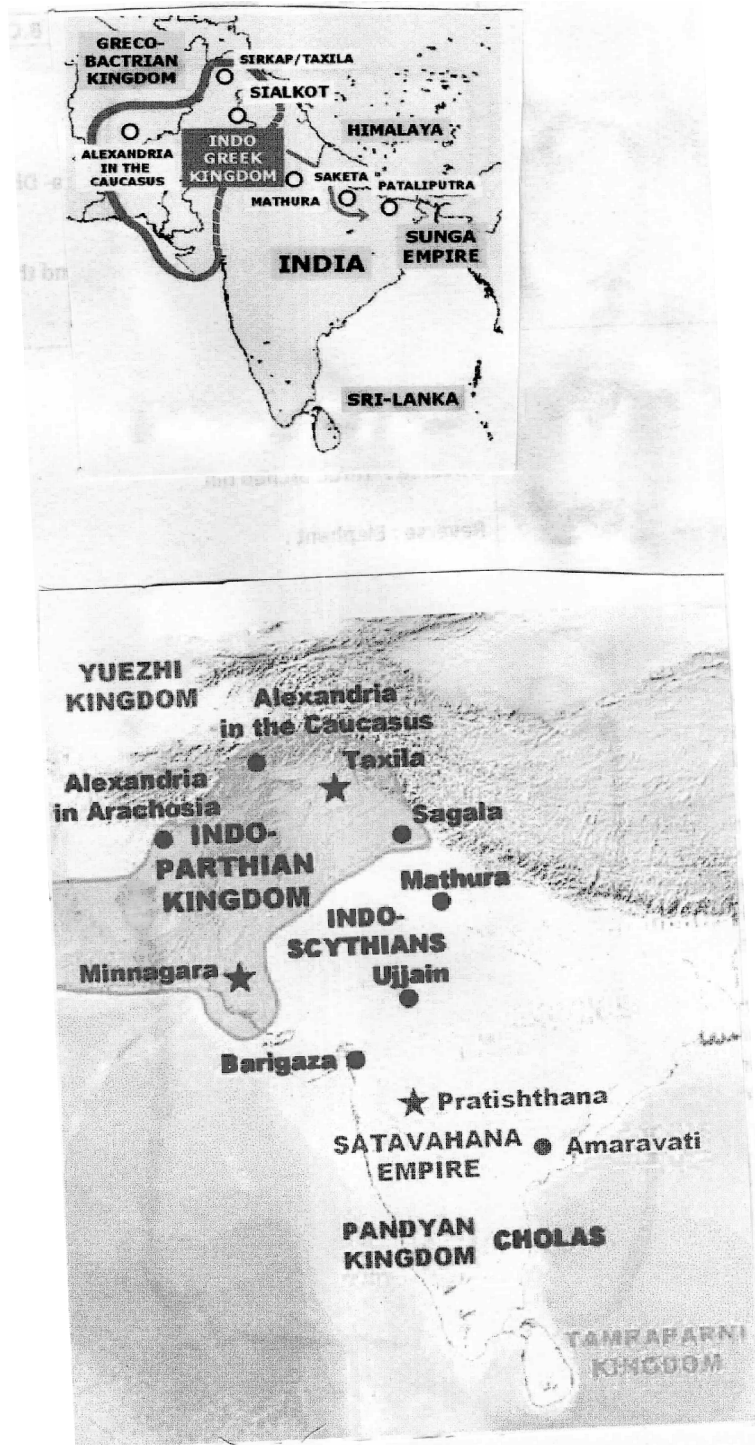 GRECO-
BACTRIAN
KINGDOM
SIRKAP/TAXILA
SIALKOT
HIMALAYA
ALEXANDRIA
IN THE
CAUCASUS
INDO
GREEK
KINGDOM
SAKETA
MATHURA
PATALIPUTRA
SUNGA
EMPIRE
INDIA
SRI-LANKA
Reverse : Elephant .
YUEZHI
KINGDOM
Alexandria
in the Caucasus
Taxila
Alexandria
in Arachosia
Sagala
INDO-
PARTHIAN
KINGDOM
Mathura
INDO-
SCYTHIANS
Minnagara
Ujjain
Barigaza
Pratishthana
SATAVAHANA
EMPIRE
Amaravati
PANDYAN
KINGDOM
CHOLAS
TAMRAPARNI
KINGDOM